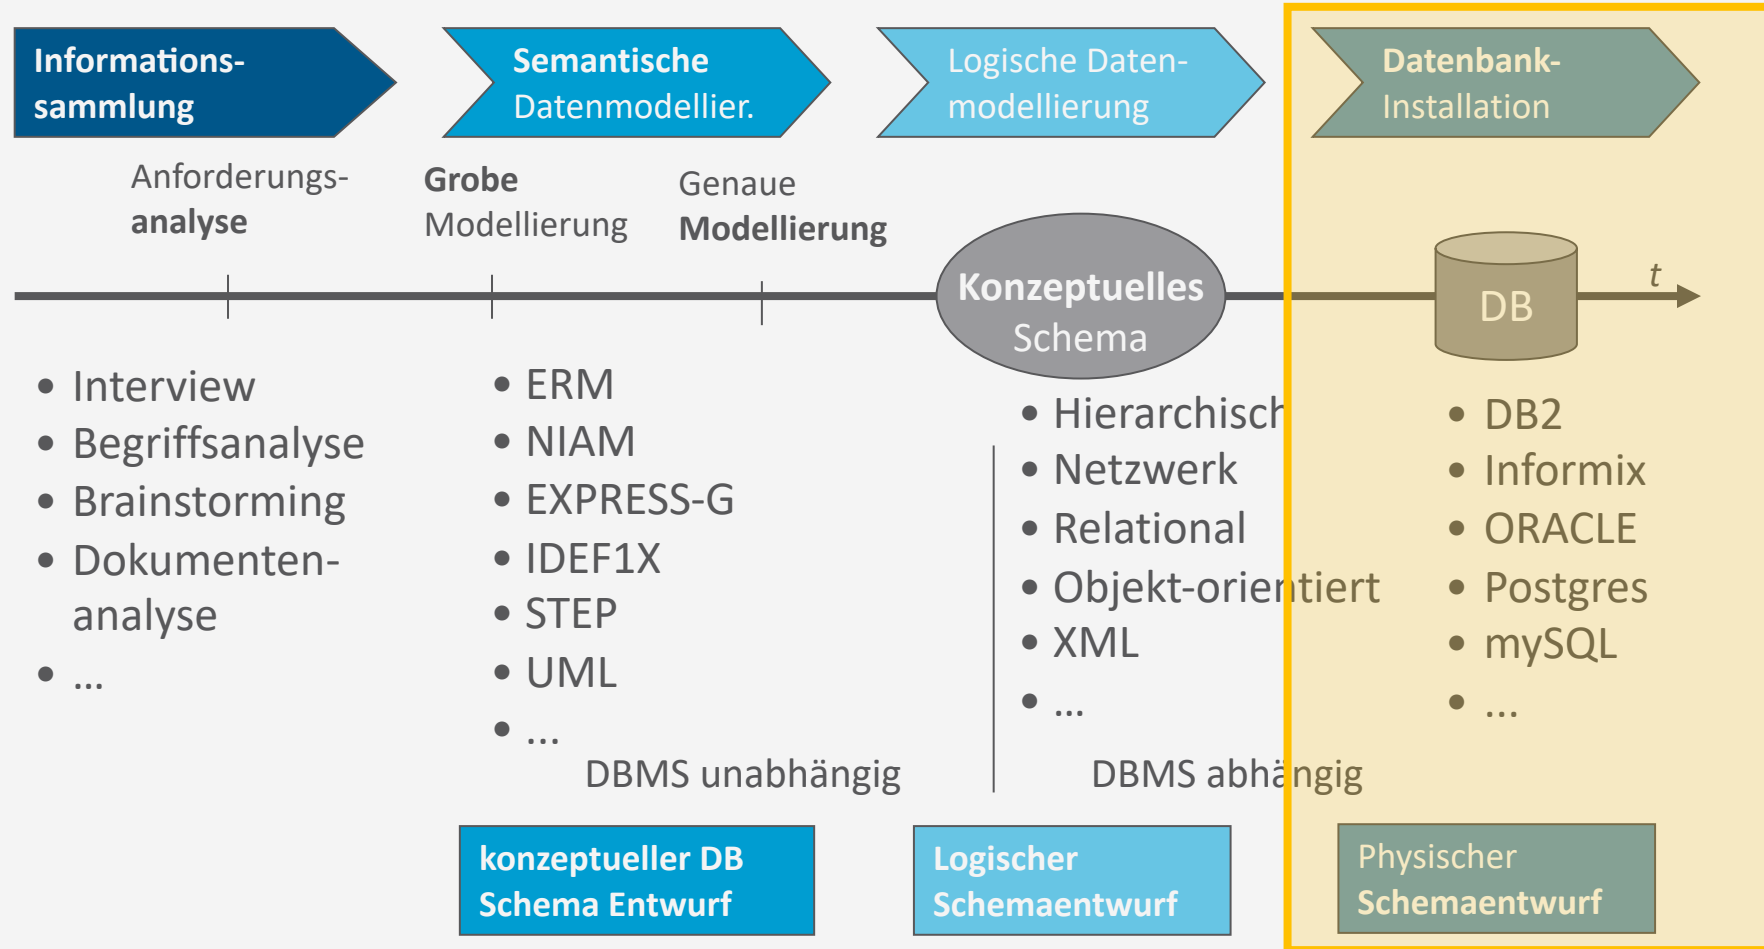 Informations-
sammlung
Semantische
Datenmodellier.
Logische Daten-
modellierung
Datenbank-
Installation
Anforderungs-
analyse
Grobe
Modellierung
Genaue
Modellierung
Konzeptuelles
Schema
DB
t
• Interview
• Begriffsanalyse
• Brainstorming
• Dokumenten-
analyse
• ...
• ERM
• NIAM
• EXPRESS-G
• IDEF1X
• STEP
• UML
• ...
DBMS unabhängig
• Hierarchisch
• Netzwerk
• Relational
• Objekt-orientiert
• XML
• ...
DBMS abhängig
• DB2
• Informix
• ORACLE
• Postgres
• mySQL
• ...
konzeptueller DB
Schema Entwurf
Logischer
Schemaentwurf
Physischer
Schemaentwurf